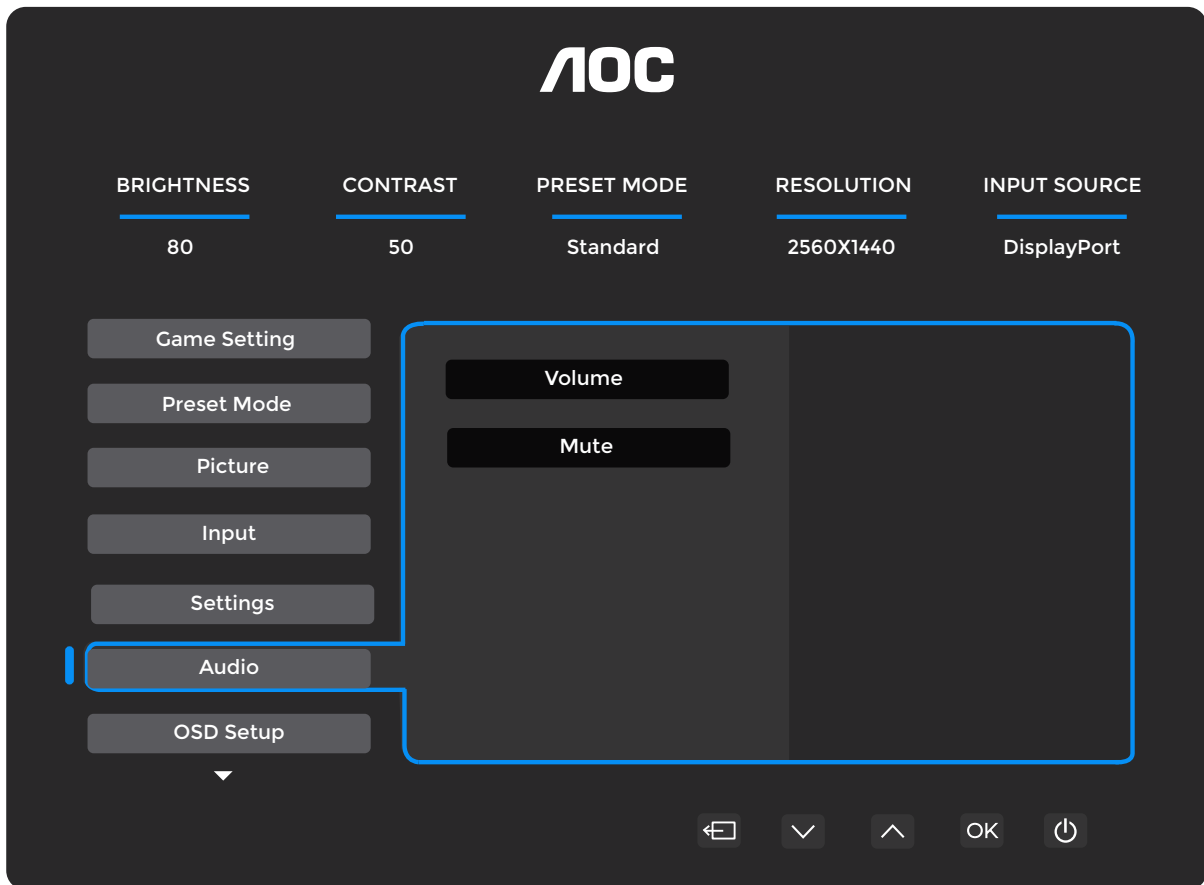 AOC
BRIGHTNESS CONTRAST PRESET MODE RESOLUTION INPUT SOURCE
80 50 Standard 2560X1440 DisplayPort
Game Setting
Preset Mode
Picture
Input
Settings
Audio
OSD Setup
Volume
Mute
OK